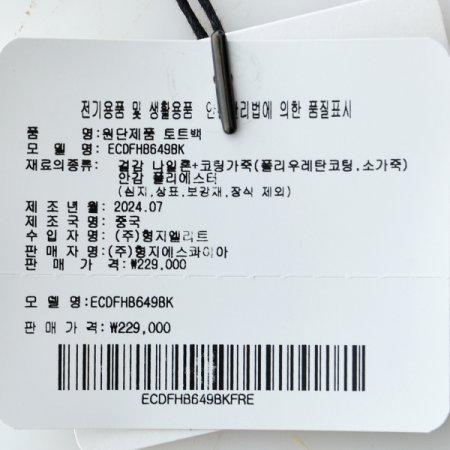 전기용품 및 생활용품 안전관리법에 의한 품질표시
품 명:원단제품 토트백
모 델 명:ECDFHB649BK
재료의종류: 겉감 나일론+코팅가죽(폴리우레탄코팅,소가죽)
안감 폴리에스터
(심지,상표,보강재,장식 제외)
제 조 년 월:2024.07
제 조 국 명:중국
수 입 자 명:(주)형지엘리트
판 매 자 명:(주)형지에스콰이아
판 매 가 격:₩229,000
모 델 명:ECDFHB649BK
판 매 가 격:₩229,000
ECDFHB649BKFRE